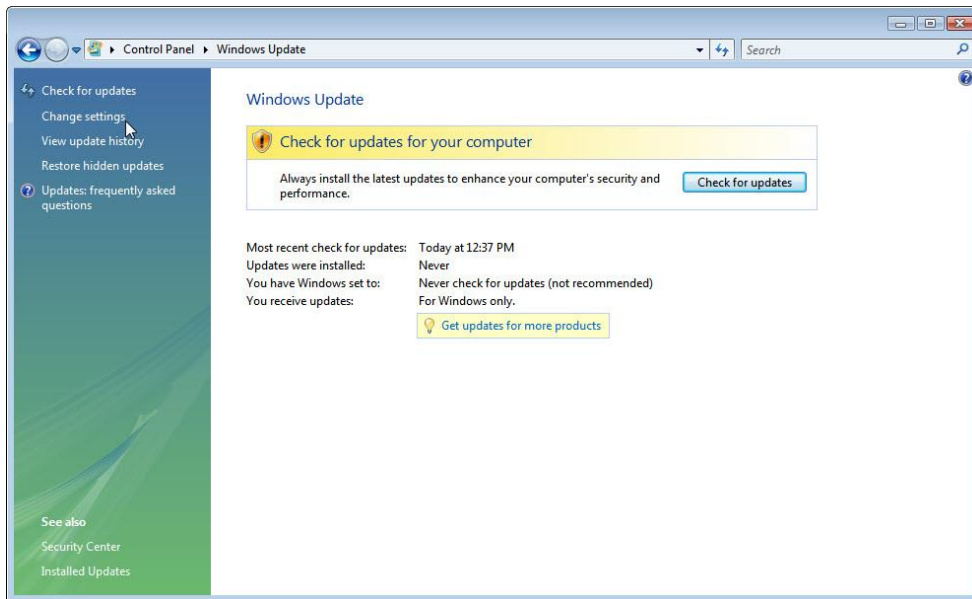 Control Panel Windows Update
Search
Check for updates
Change settings
View update history
Restore hidden updates
Updates: frequently asked
questions
See also
Security Center
Installed Updates
Windows Update
Check for updates for your computer
Always install the latest updates to enhance your computer's security and
performance.
Check for updates
Most recent check for updates: Today at 12:37 PM
Updates were installed: Never
You have Windows set to: Never check for updates (not recommended)
You receive updates: For Windows only.
Get updates for more products